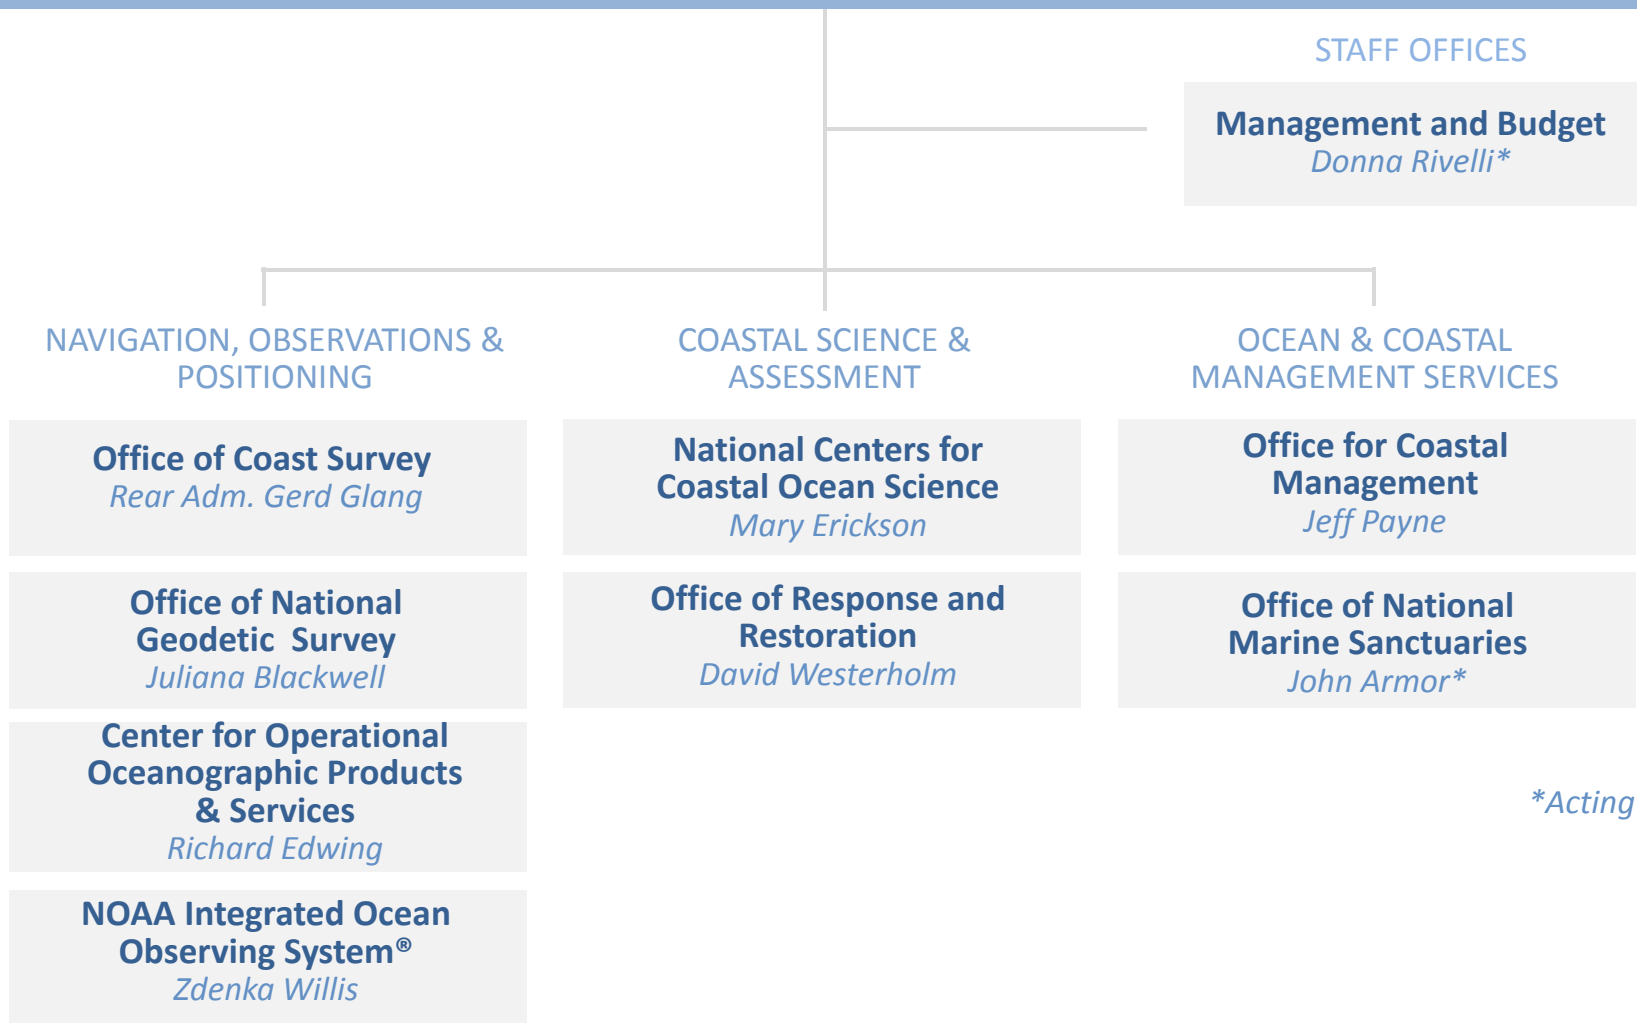 STAFF OFFICES
Management and Budget
Donna Rivelli*
NAVIGATION, OBSERVATIONS &
POSITIONING
Office of Coast Survey
Rear Adm. Gerd Glang
Office of National
Geodetic Survey
Juliana Blackwell
Center for Operational
Oceanographic Products
& Services
Richard Edwing
NOAA Integrated Ocean
Observing System®
Zdenka Willis
COASTAL SCIENCE &
ASSESSMENT
National Centers for
Coastal Ocean Science
Mary Erickson
Office of Response and
Restoration
David Westerholm
OCEAN & COASTAL
MANAGEMENT SERVICES
Office for Coastal
Management
Jeff Payne
Office of National
Marine Sanctuaries
John Armor*
*Acting